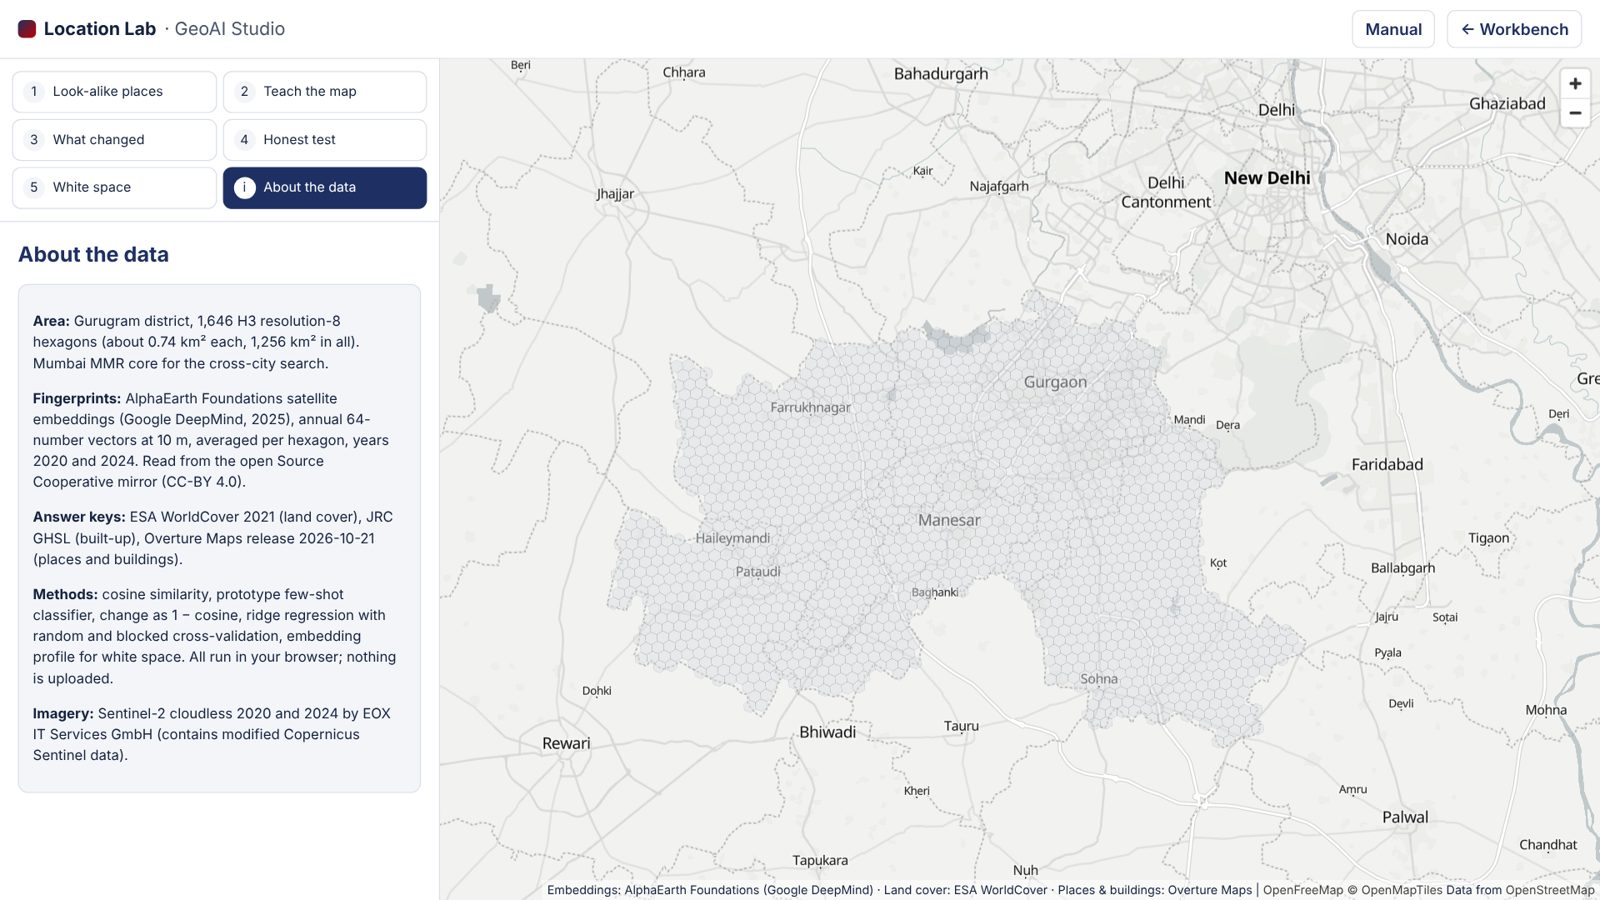 Location Lab · GeoAI Studio
Manual
← Workbench
1 Look-alike places
2 Teach the map
3 What changed
4 Honest test
5 White space
i About the data
About the data
Area: Gurugram district, 1,646 H3 resolution-8
hexagons (about 0.74 km² each, 1,256 km² in all).
Mumbai MMR core for the cross-city search.
Fingerprints: AlphaEarth Foundations satellite
embeddings (Google DeepMind, 2025), annual 64-
number vectors at 10 m, averaged per hexagon, years
2020 and 2024. Read from the open Source
Cooperative mirror (CC-BY 4.0).
Answer keys: ESA WorldCover 2021 (land cover), JRC
GHSL (built-up), Overture Maps release 2026-10-21
(places and buildings).
Methods: cosine similarity, prototype few-shot
classifier, change as 1 − cosine, ridge regression with
random and blocked cross-validation, embedding
profile for white space. All run in your browser; nothing
is uploaded.
Imagery: Sentinel-2 cloudless 2020 and 2024 by EOX
IT Services GmbH (contains modified Copernicus
Sentinel data).
Beri
Chhara
Bahadurgarh
Delhi
Ghaziabad
+
−
Jhajjar
Kair
Najafgarh
Delhi
Cantonment
New Delhi
Noida
Gurgaon
Farrukhnagar
Gre
Mandi
Dera
Deri
Faridabad
Manesar
Haileymandi
Pataudi
Baghanki
Kot
Tigaon
Ballabgarh
Jajru
Sotai
Pyala
Sohna
Dohki
Devli
Mohna
Rewari
Bhiwadi
Tauru
Kheri
Amru
Palwal
Tapukara
Nuh
Chandhat
Embeddings: AlphaEarth Foundations (Google DeepMind) · Land cover: ESA WorldCover · Places & buildings: Overture Maps | OpenFreeMap © OpenMapTiles Data from OpenStreetMap